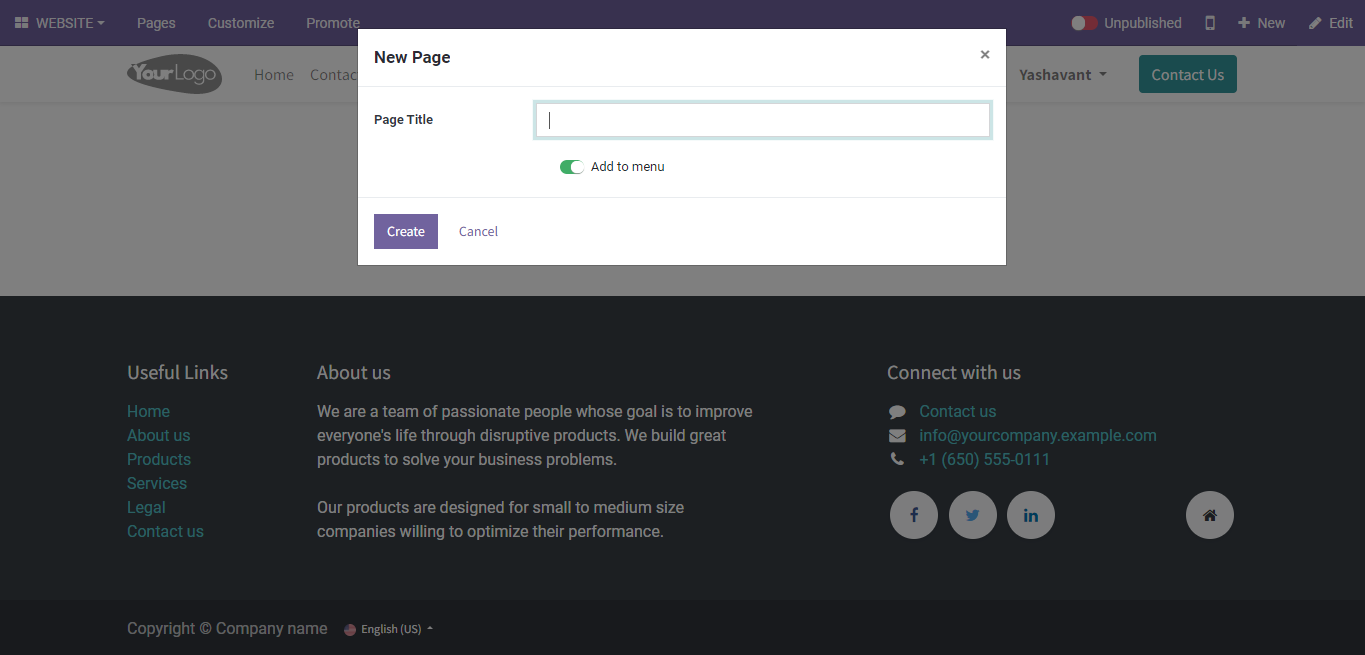 WEBSITE Pages Customize Promote Unpublished New Edit
YourLogo Home Contac Yashavant Contact Us
New Page ×
Page Title
Add to menu
Create Cancel
Useful Links
Home
About us
Products
Services
Legal
Contact us
About us
We are a team of passionate people whose goal is to improve
everyone's life through disruptive products. We build great
products to solve your business problems.
Our products are designed for small to medium size
companies willing to optimize their performance.
Connect with us
Contact us
info@yourcompany.example.com
+1 (650) 555-0111
Copyright © Company name English (US)